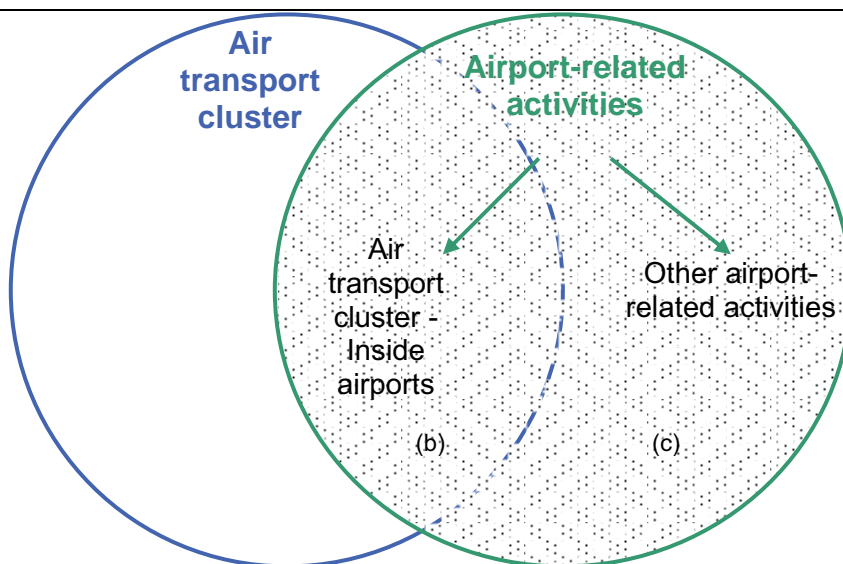 Air
transport
cluster
Airport-related
activities
Air
transport
cluster -
Inside
airports
Other airport-
related activities
(b)
(c)